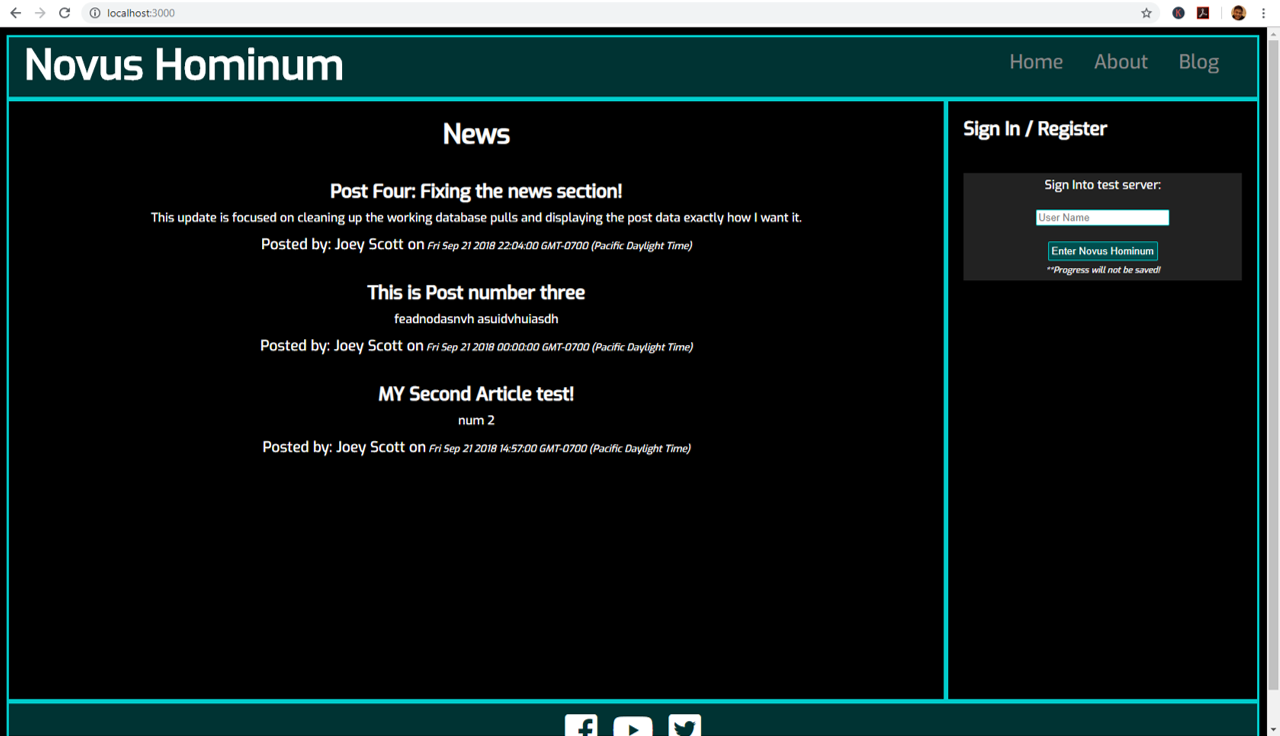 localhost:3000
Novus Hominum
Home About Blog
News
Post Four: Fixing the news section!
This update is focused on cleaning up the working database pulls and displaying the post data exactly how I want it.
Posted by: Joey Scott on Fri Sep 21 2018 22:04:00 GMT-0700 (Pacific Daylight Time)
This is Post number three
feadnodasnvh asuidvhuiasdh
Posted by: Joey Scott on Fri Sep 21 2018 00:00:00 GMT-0700 (Pacific Daylight Time)
MY Second Article test!
num 2
Posted by: Joey Scott on Fri Sep 21 2018 14:57:00 GMT-0700 (Pacific Daylight Time)
Sign In / Register
Sign Into test server:
User Name
Enter Novus Hominum
**Progress will not be saved!